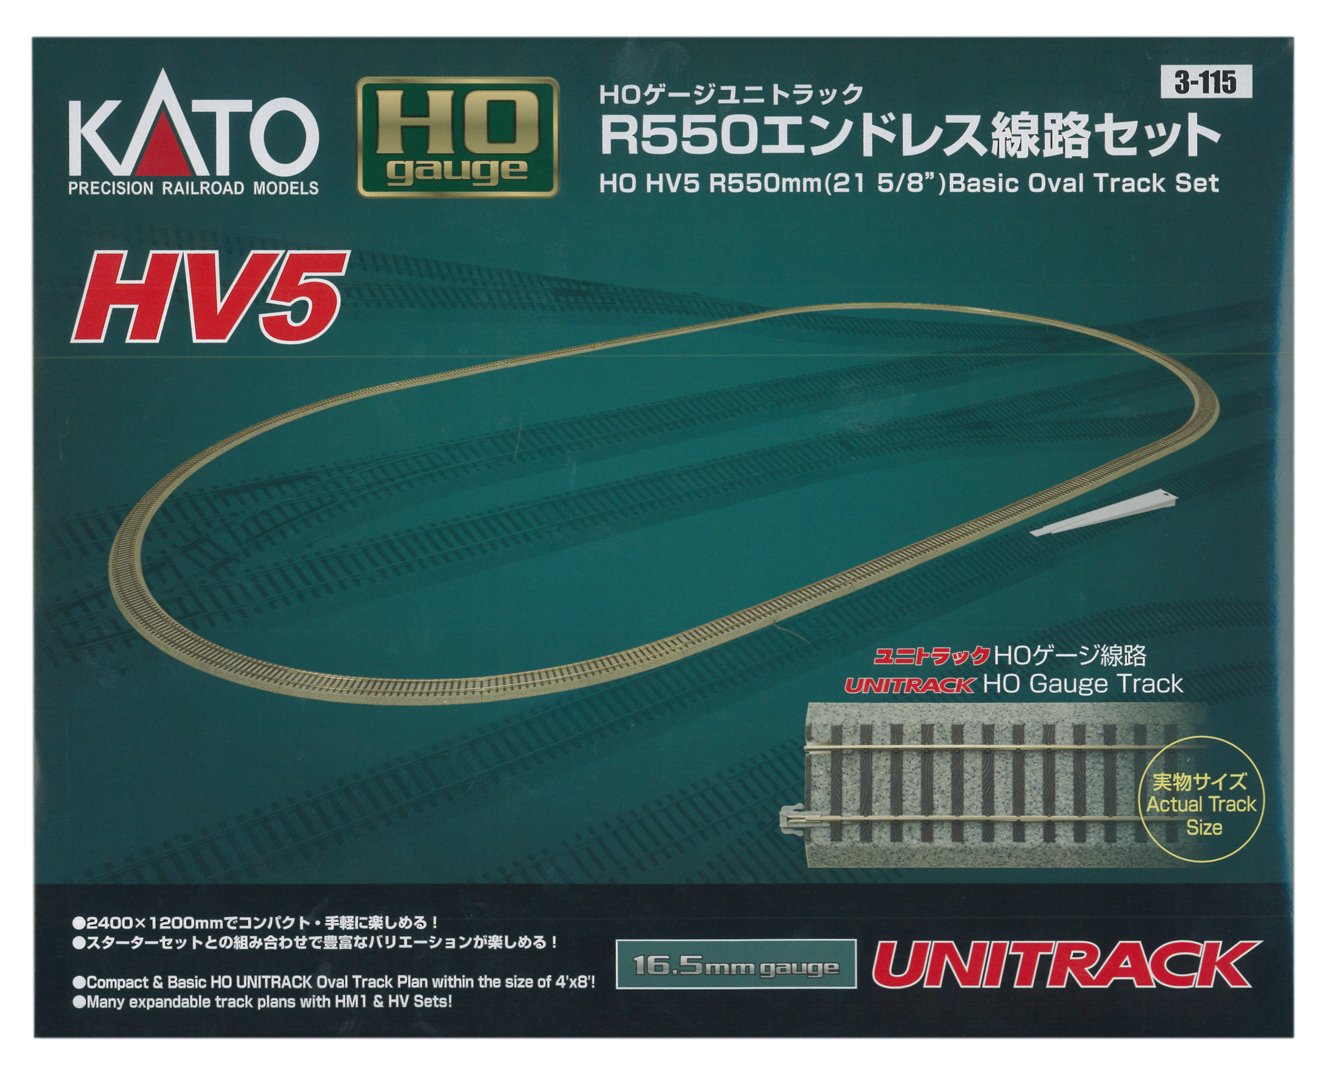 3-115
KATO
PRECISION RAILROAD MODELS
HO
gauge
HOゲージユニトラック
R550エンドレス線路セット
HO HV5 R550mm(21 5/8”)Basic Oval Track Set
HV5
ユニトラックHOゲージ線路
UNITRACK HO Gauge Track
実物サイズ
Actual Track
Size
●2400×1200mmでコンパクト・手軽に楽しめる!
●スターターセットとの組み合わせで豊富なバリエーションが楽しめる!
●Compact & Basic HO UNITRACK Oval Track Plan within the size of 4'x8'!
●Many expandable track plans with HM1 & HV Sets!
16.5mm gauge
UNITRACK